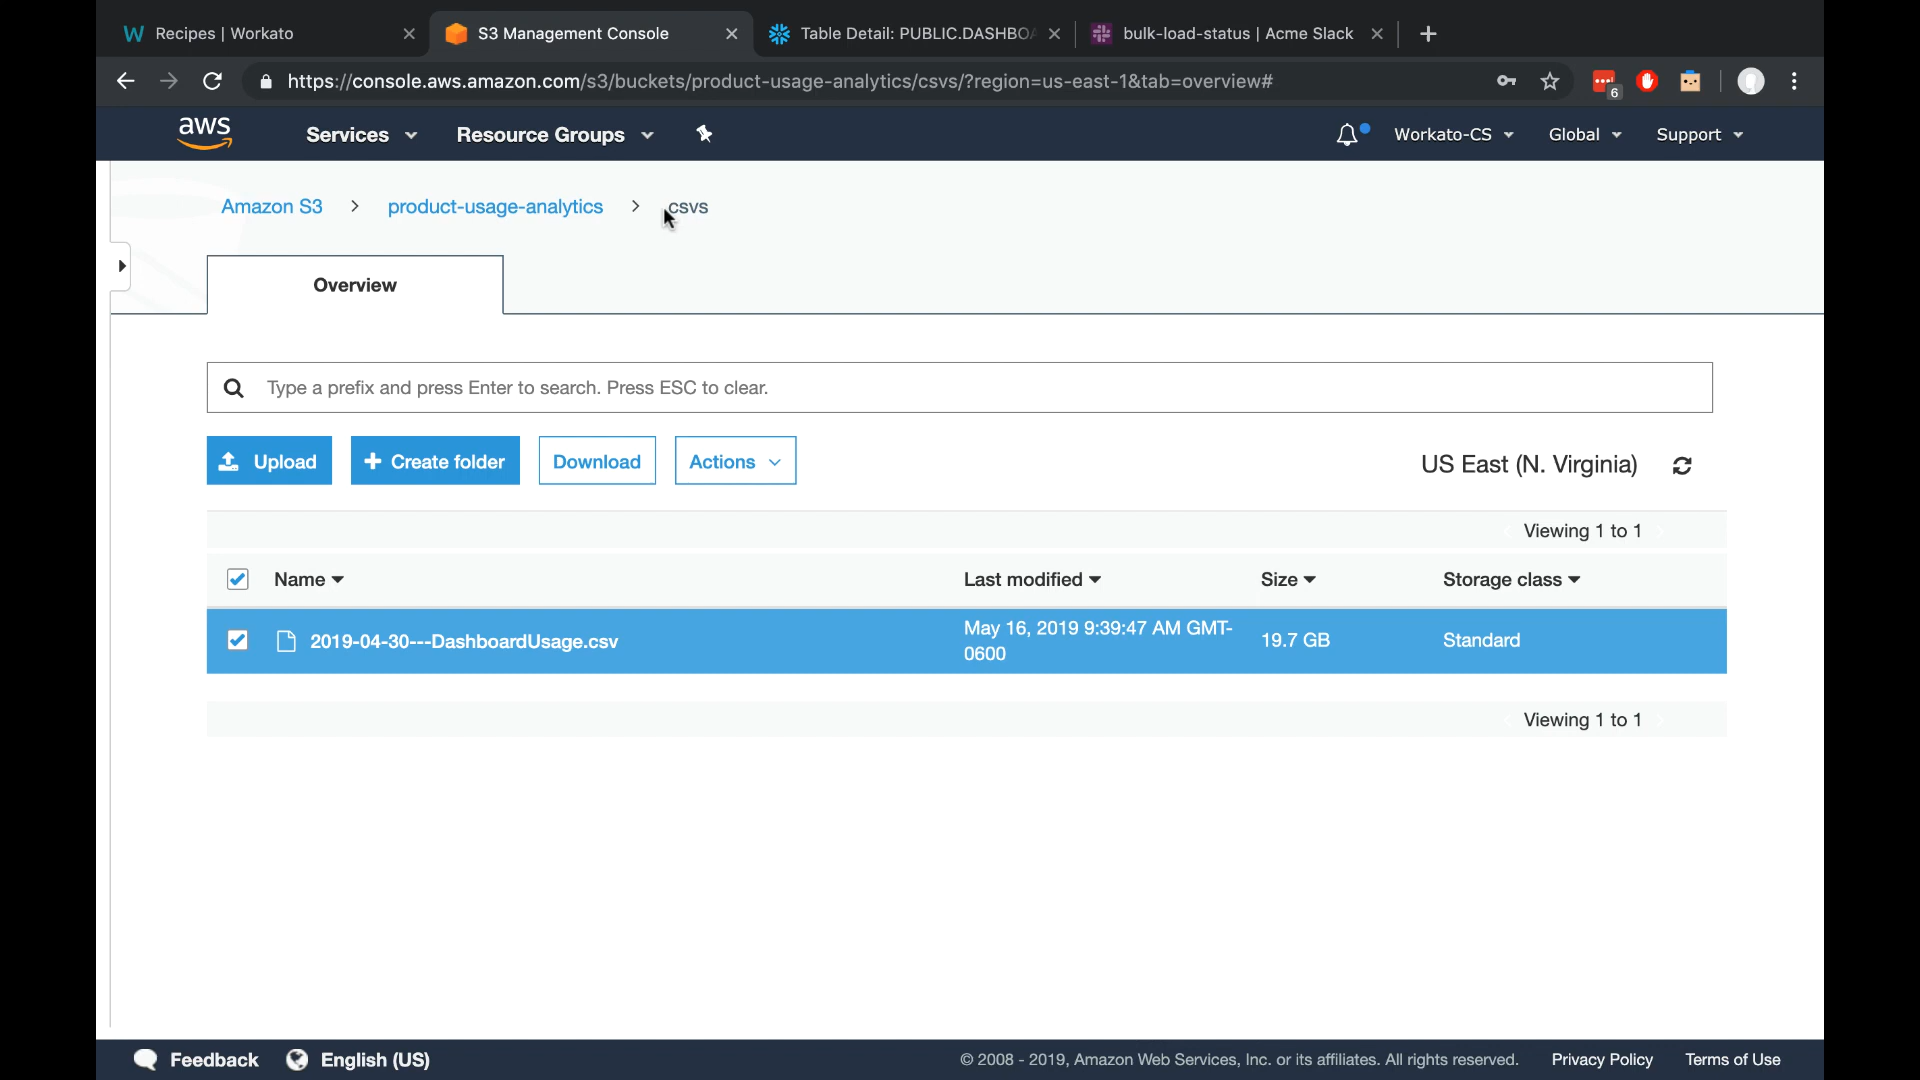 Recipes | Workato
S3 Management Console
Table Detail: PUBLIC.DASHBOA
bulk-load-status | Acme Slack
https://console.aws.amazon.com/s3/buckets/product-usage-analytics/csvs/?region=us-east-1&tab=overview#
6
aws
Services
Resource Groups
Workato-CS
Global
Support
Amazon S3 > product-usage-analytics > csvs
Overview
Type a prefix and press Enter to search. Press ESC to clear.
Upload
+ Create folder
Download
Actions
US East (N. Virginia)
Viewing 1 to 1
Name
Last modified
Size
Storage class
2019-04-30---DashboardUsage.csv
May 16, 2019 9:39:47 AM GMT-
0600
19.7 GB
Standard
Viewing 1 to 1
Feedback
English (US)
© 2008 - 2019, Amazon Web Services, Inc. or its affiliates. All rights reserved.
Privacy Policy
Terms of Use